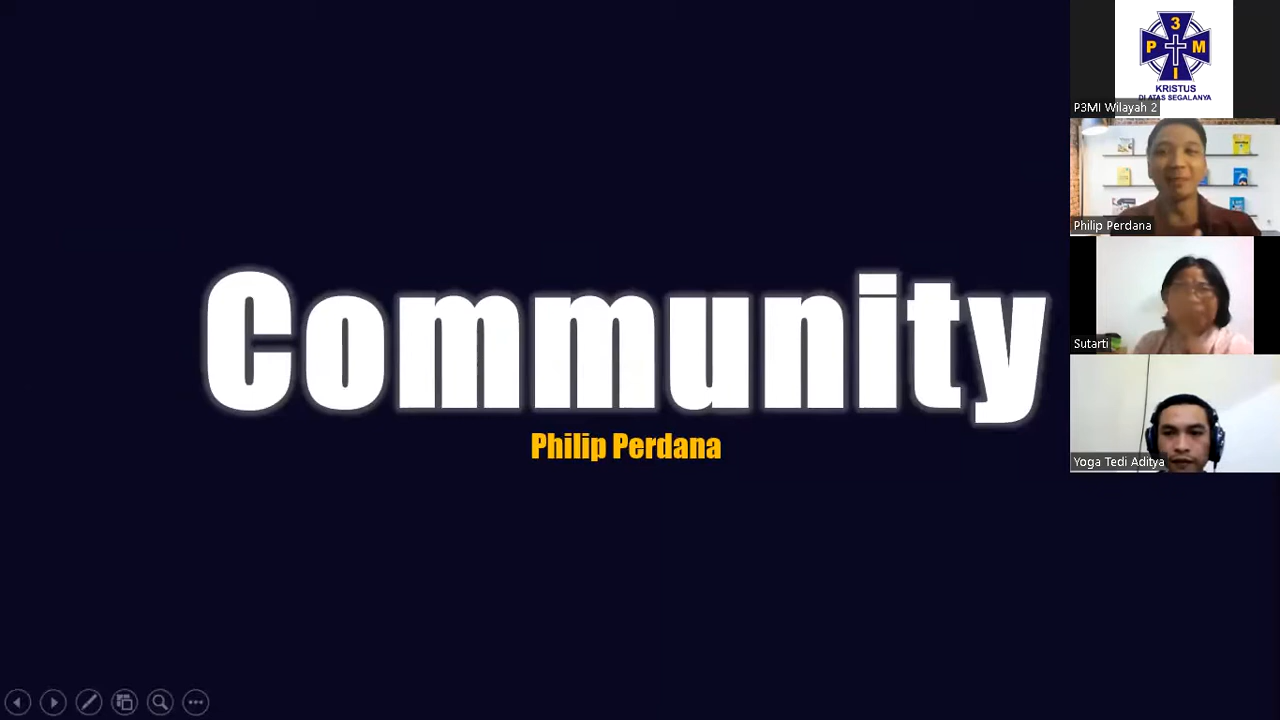 Community
Philip Perdana
3
P M
I
KRISTUS
DI ATAS SEGALANYA
P3MI Wilayah 2
Philip Perdana
Sutarti
Yoga Tedi Aditya